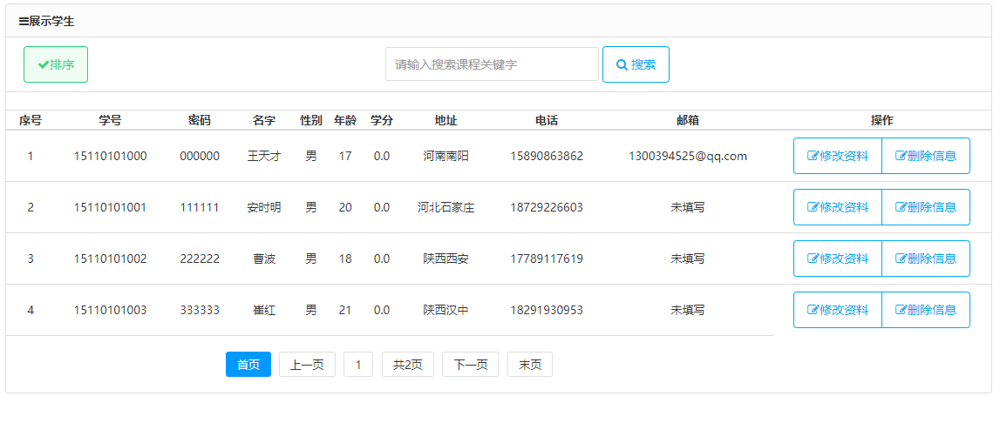 展示学生
排序 请输入搜索课程关键字 搜索
序号 学号 密码 名字 性别 年龄 学分 地址 电话 邮箱 操作
1 15110101000 000000 王天才 男 17 0.0 河南南阳 15890863862 1300394525@qq.com 修改资料 删除信息
2 15110101001 111111 安时明 男 20 0.0 河北石家庄 18729226603 未填写 修改资料 删除信息
3 15110101002 222222 曹波 男 18 0.0 陕西西安 17789117619 未填写 修改资料 删除信息
4 15110101003 333333 崔红 男 21 0.0 陕西汉中 18291930953 未填写 修改资料 删除信息
首页 上一页 1 共2页 下一页 末页